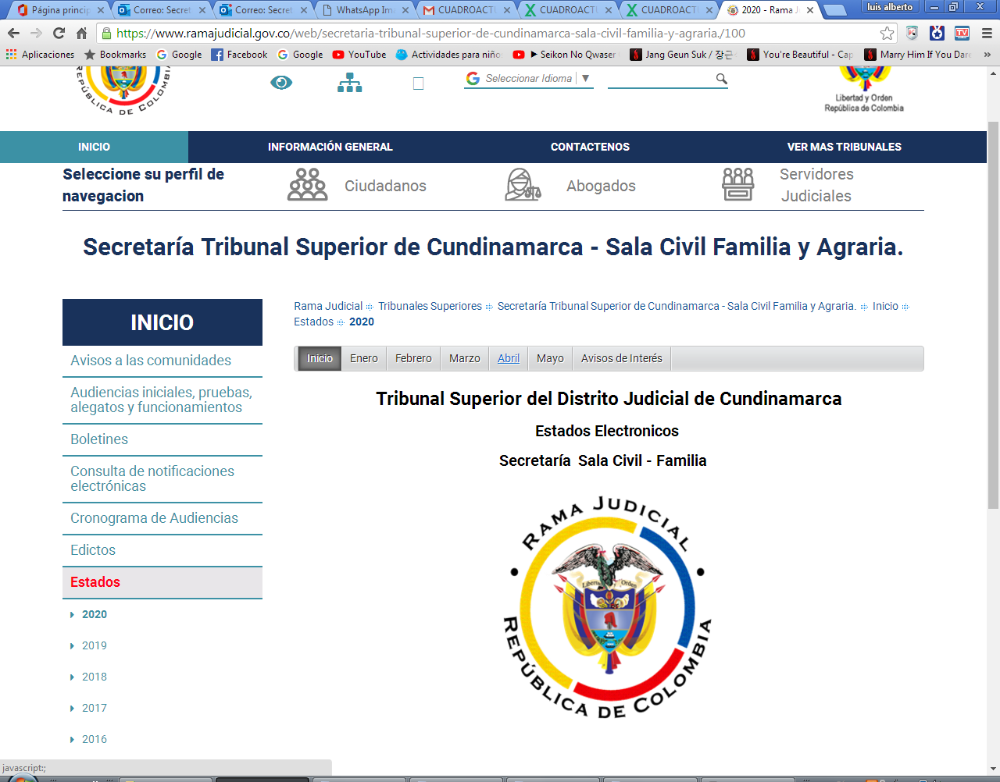 Página princip
Correo: Secret
Correo: Secret
WhatsApp Ima
CUADROACTU
CUADROACTU
CUADROACTU
2020 - Rama J
luis alberto
https://www.ramajudicial.gov.co/web/secretaria-tribunal-superior-de-cundinamarca-sala-civil-familia-y-agraria./100
Aplicaciones
Bookmarks
Google
Facebook
Google
YouTube
Actividades para niño
► Seikon No Qwaser
Jang Geun Suk / 장근
You're Beautiful - Cap
Marry Him If You Dare
REPÚBLICA DE COLOMBIA
Seleccionar Idioma ▼
Libertad y Orden
República de Colombia
INICIO
INFORMACIÓN GENERAL
CONTACTENOS
VER MAS TRIBUNALES
Seleccione su perfil de
navegacion
Ciudadanos
Abogados
Servidores
Judiciales
Secretaría Tribunal Superior de Cundinamarca - Sala Civil Familia y Agraria.
INICIO
Avisos a las comunidades
Audiencias iniciales, pruebas,
alegatos y funcionamientos
Boletines
Consulta de notificaciones
electrónicas
Cronograma de Audiencias
Edictos
Estados
2020
2019
2018
2017
2016
Rama Judicial Tribunales Superiores Secretaría Tribunal Superior de Cundinamarca - Sala Civil Familia y Agraria. Inicio
Estados 2020
Inicio Enero Febrero Marzo Abril Mayo Avisos de Interés
Tribunal Superior del Distrito Judicial de Cundinamarca
Estados Electronicos
Secretaría Sala Civil - Familia
RAMA JUDICIAL
Libertad y Orden
REPÚBLICA DE COLOMBIA
javascript:;